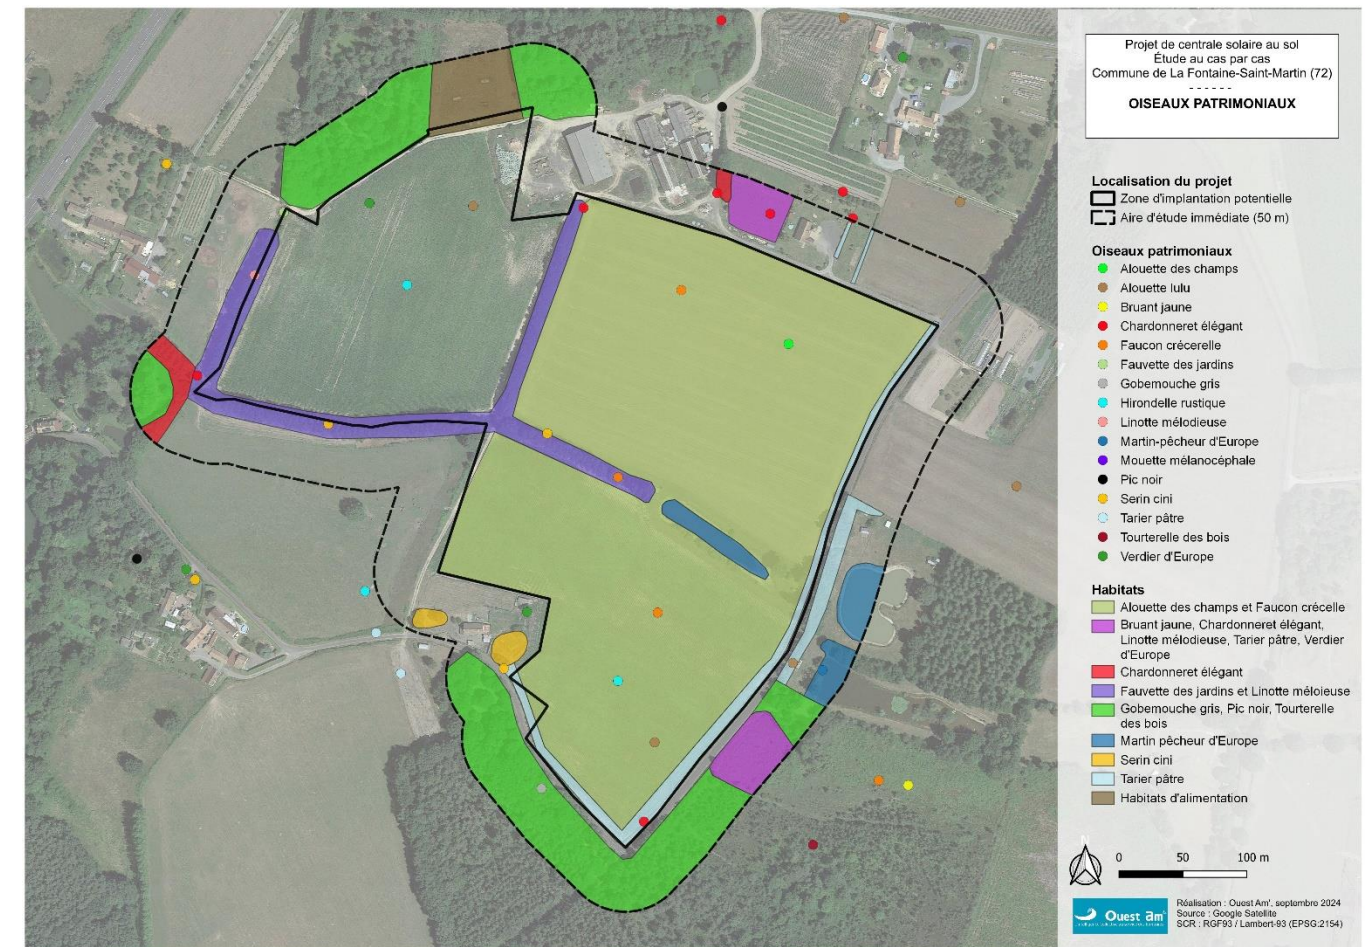 Projet de centrale solaire au sol
Étude au cas par cas
Commune de La Fontaine-Saint-Martin (72)
- - - - - -
OISEAUX PATRIMONIAUX
Localisation du projet
Zone d'implantation potentielle
Aire d'étude immédiate (50 m)
Oiseaux patrimoniaux
Alouette des champs
Alouette lulu
Bruant jaune
Chardonneret élégant
Faucon crécerelle
Fauvette des jardins
Gobemouche gris
Hirondelle rustique
Linotte mélodieuse
Martin-pêcheur d'Europe
Mouette mélanocéphale
Pic noir
Serin cini
Tarier pâtre
Tourterelle des bois
Verdier d'Europe
Habitats
Alouette des champs et Faucon crécelle
Bruant jaune, Chardonneret élégant,
Linotte mélodieuse, Tarier pâtre, Verdier
d'Europe
Chardonneret élégant
Fauvette des jardins et Linotte méloieuse
Gobemouche gris, Pic noir, Tourterelle
des bois
Martin pêcheur d'Europe
Serin cini
Tarier pâtre
Habitats d'alimentation
0 50 100 m
Ouest am'
Réalisation : Ouest Am', septembre 2024
Source : Google Satellite
SCR : RGF93 / Lambert-93 (EPSG:2154)